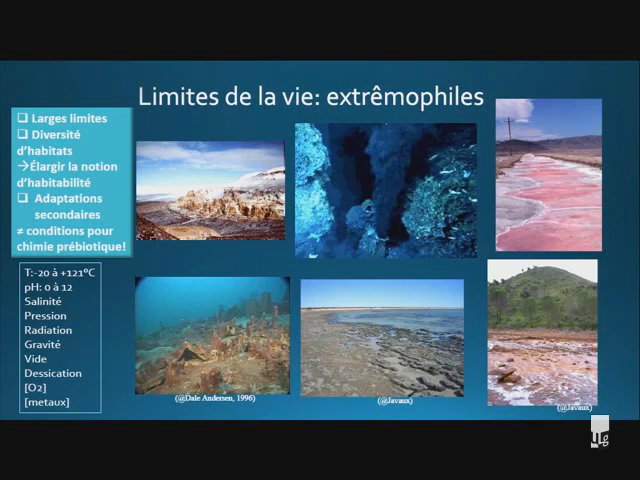 Limites de la vie: extrêmophiles
❑ Larges limites
❑ Diversité
d'habitats
→Élargir la notion
d'habitabilité
❑ Adaptations
secondaires
≠ conditions pour
chimie prébiotique!
T:-20 à +121°C
pH: 0 à 12
Salinité
Pression
Radiation
Gravité
Vide
Dessication
[O2]
[metaux]
(@Dale Andersen, 1996)
(@Javaux)
(@Javaux)
ULg